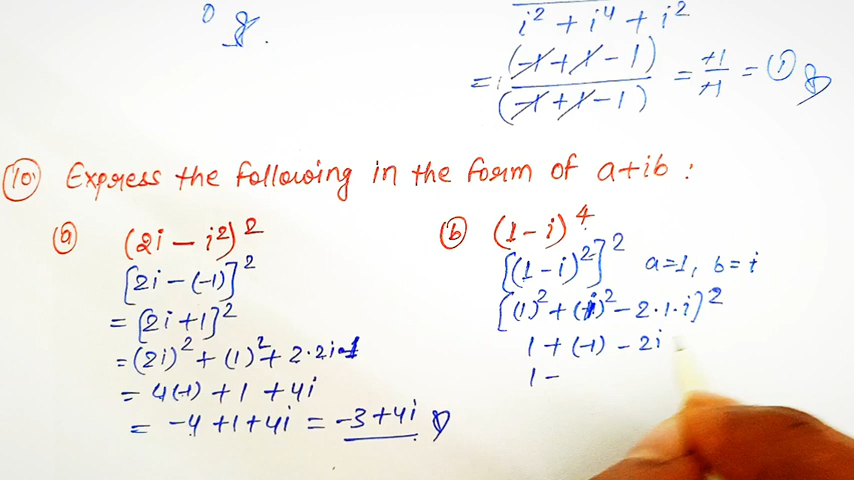 0
i² + i⁴ + i²
= (-1+1-1)/(-1+1-1) = +1/+1 = 1
10. Express the following in the form of a+ib :
a (2i - i²)²
[2i - (-1)]²
= [2i + 1]²
= (2i)² + (1)² + 2·2i·1
= 4(-1) + 1 + 4i
= -4 + 1 + 4i = -3 + 4i
b (1 - i)⁴
[(1 - i)²]² a=1, b=i
[(1)² + (i)² - 2·1·i]²
1 + (-1) - 2i
1 -